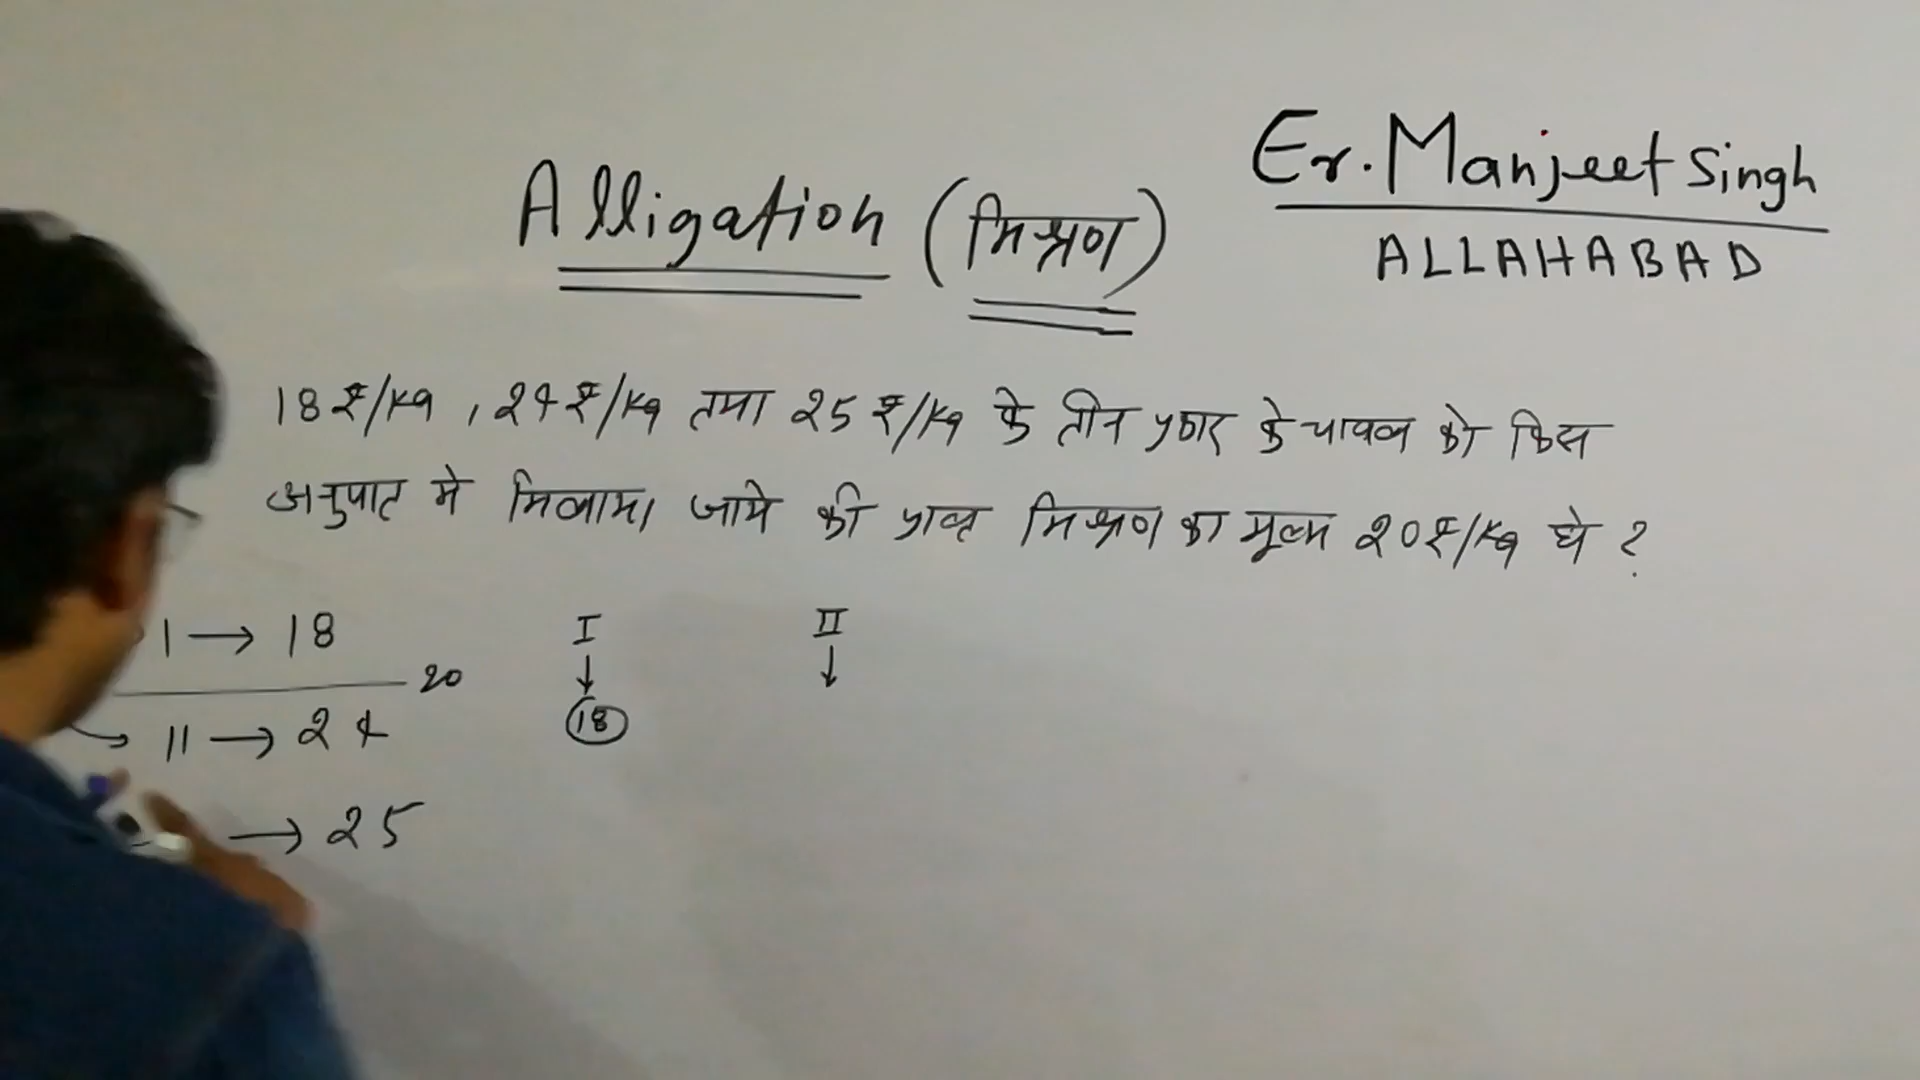 Er. Manjeet Singh
ALLAHABAD
Alligation (मिश्रण)
18₹/kg, 24₹/kg तथा 25₹/kg के तीन प्रकार के चावल को किस
अनुपात मे मिलाया जाये की प्राप्त मिश्रण का मूल्य 20₹/kg हो ?
I → 18
20
II → 24
→ 25
I
↓
18
II
↓